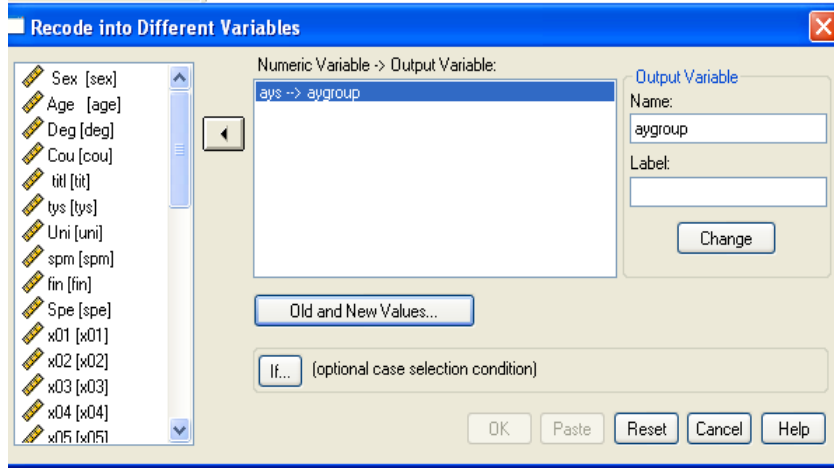 Recode into Different Variables
Sex [sex]
Age [age]
Deg [deg]
Cou [cou]
titl [tit]
tys [tys]
Uni [uni]
spm [spm]
fin [fin]
Spe [spe]
x01 [x01]
x02 [x02]
x03 [x03]
x04 [x04]
x05 [x05]
Numeric Variable -> Output Variable:
ays --> aygroup
Output Variable
Name:
aygroup
Label:
Change
Old and New Values...
If... (optional case selection condition)
OK Paste Reset Cancel Help